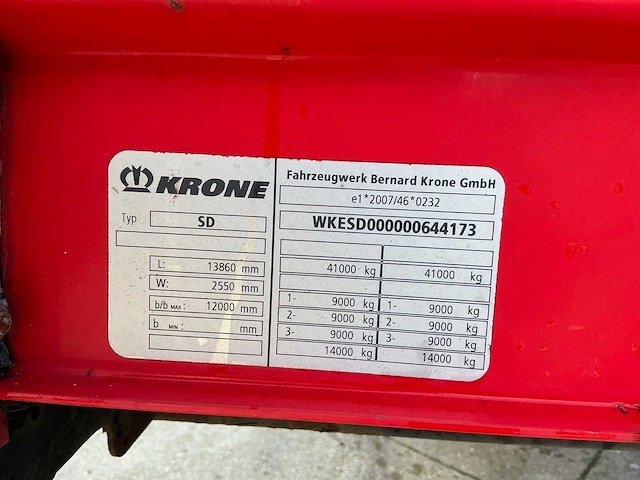 KRONE
Typ SD
L: 13860 mm
W: 2550 mm
b/b MAX: 12000 mm
b MIN: mm
Fahrzeugwerk Bernard Krone GmbH
e1*2007/46*0232
WKESD000000644173
41000 kg 41000 kg
1- 9000 kg 1- 9000 kg
2- 9000 kg 2- 9000 kg
3- 9000 kg 3- 9000 kg
14000 kg 14000 kg